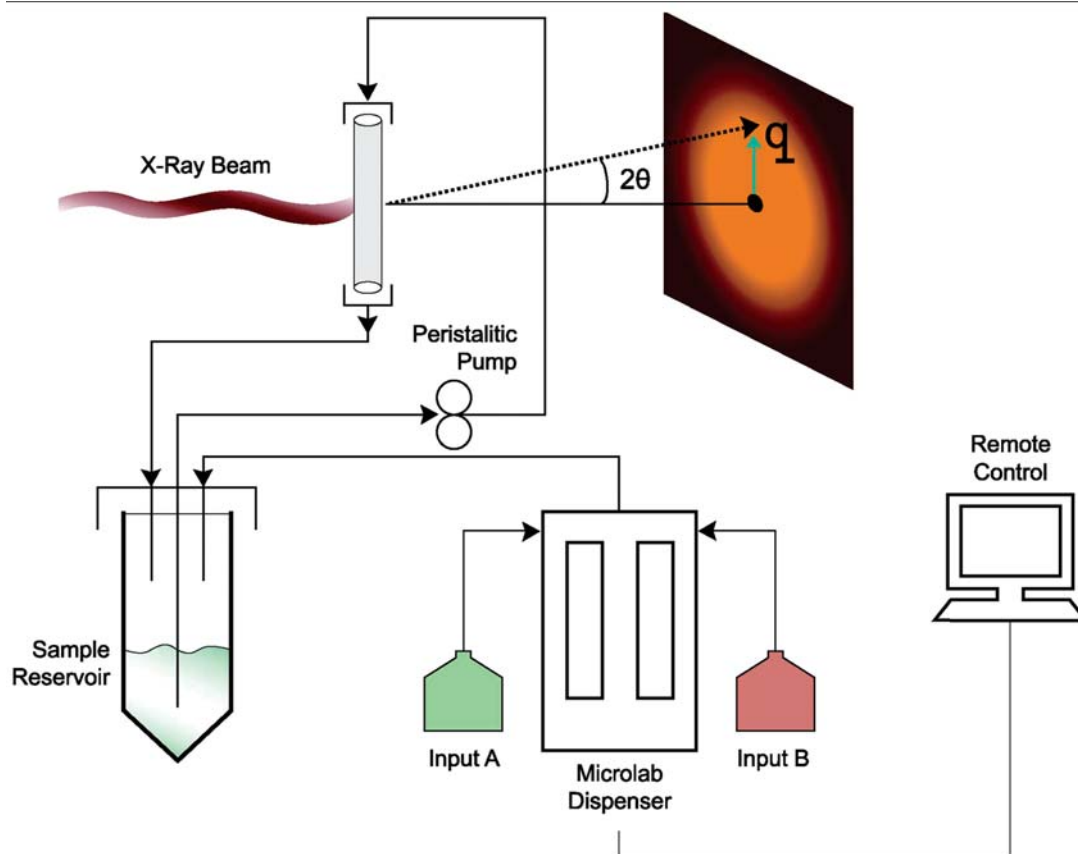 X-Ray Beam
q
2θ
Peristalitic
Pump
Remote
Control
Sample
Reservoir
Input A
Input B
Microlab
Dispenser